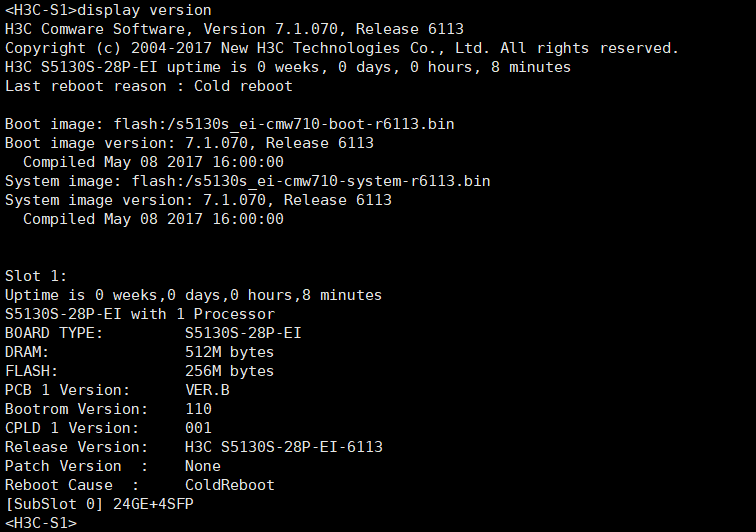 <H3C-S1>display version
H3C Comware Software, Version 7.1.070, Release 6113
Copyright (c) 2004-2017 New H3C Technologies Co., Ltd. All rights reserved.
H3C S5130S-28P-EI uptime is 0 weeks, 0 days, 0 hours, 8 minutes
Last reboot reason : Cold reboot
Boot image: flash:/s5130s_ei-cmw710-boot-r6113.bin
Boot image version: 7.1.070, Release 6113
  Compiled May 08 2017 16:00:00
System image: flash:/s5130s_ei-cmw710-system-r6113.bin
System image version: 7.1.070, Release 6113
  Compiled May 08 2017 16:00:00
Slot 1:
Uptime is 0 weeks,0 days,0 hours,8 minutes
S5130S-28P-EI with 1 Processor
BOARD TYPE:         S5130S-28P-EI
DRAM:               512M bytes
FLASH:              256M bytes
PCB 1 Version:      VER.B
Bootrom Version:    110
CPLD 1 Version:     001
Release Version:    H3C S5130S-28P-EI-6113
Patch Version  :    None
Reboot Cause  :     ColdReboot
[SubSlot 0] 24GE+4SFP
<H3C-S1>